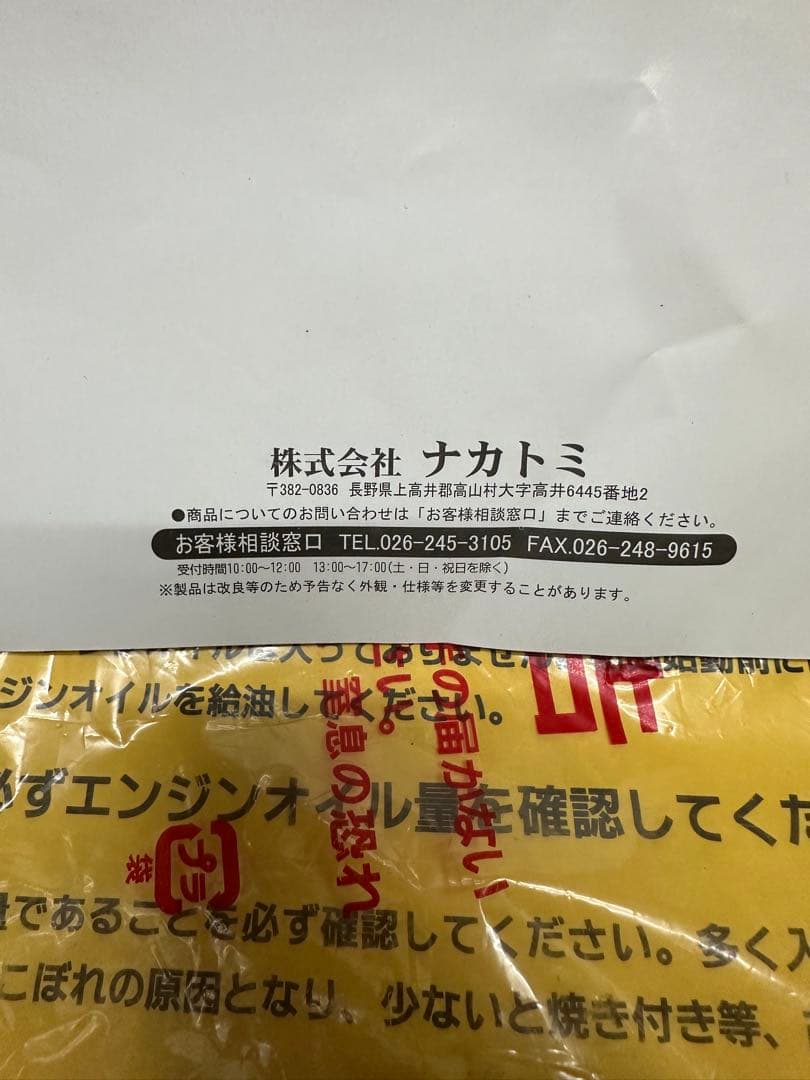 株式会社 ナカトミ
〒382-0836 長野県上高井郡高山村大字高井6445番地2
●商品についてのお問い合わせは「お客様相談窓口」までご連絡ください。
お客様相談窓口 TEL.026-245-3105 FAX.026-248-9615
受付時間10:00〜12:00 13:00〜17:00(土・日・祝日を除く)
※製品は改良等のため予告なく外観・仕様等を変更することがあります。
ジンオイルを給油してください。
必ずエンジンオイル量を確認してくだ
量であることを必ず確認してください。多く入
こぼれの原因となり、少ないと焼き付き等、
の届かない
い。
窒息の恐れ
プラ
袋